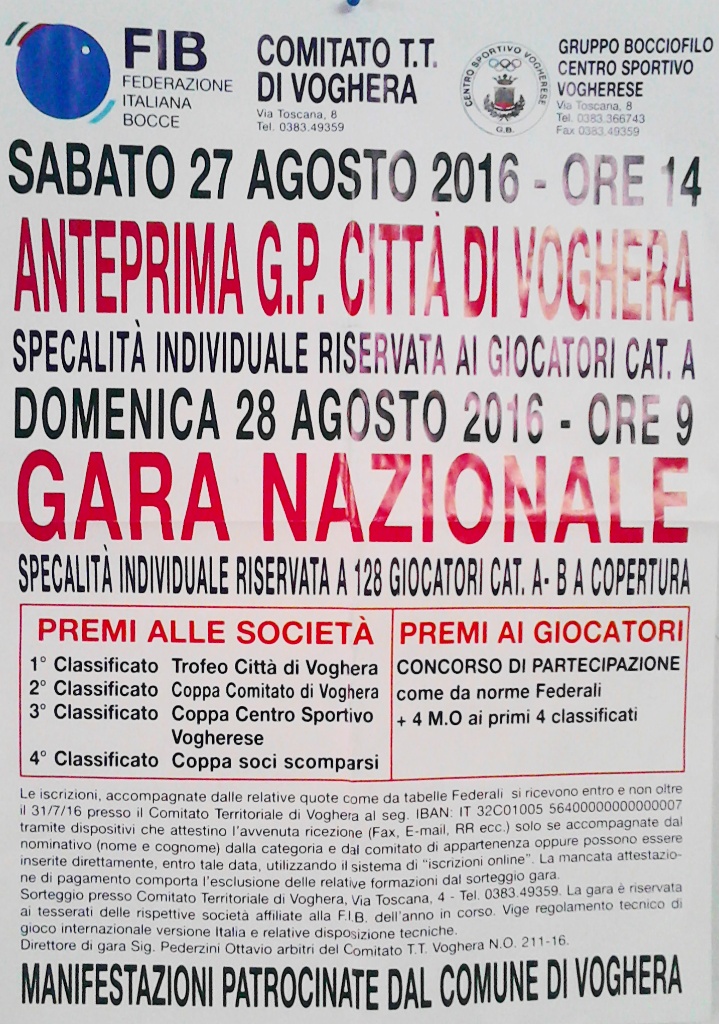 FIB
FEDERAZIONE
ITALIANA
BOCCE
COMITATO T.T.
DI VOGHERA
Via Toscana, 8
Tel. 0383.49359
CENTRO SPORTIVO VOGHERESE
G.B.
GRUPPO BOCCIOFILO
CENTRO SPORTIVO
VOGHERESE
Via Toscana, 8
Tel. 0383.366743
Fax 0383.49359
SABATO 27 AGOSTO 2016 - ORE 14
ANTEPRIMA G.P. CITTÀ DI VOGHERA
SPECALITÀ INDIVIDUALE RISERVATA AI GIOCATORI CAT. A
DOMENICA 28 AGOSTO 2016 - ORE 9
GARA NAZIONALE
SPECALITÀ INDIVIDUALE RISERVATA A 128 GIOCATORI CAT. A- B A COPERTURA
PREMI ALLE SOCIETÀ
1° Classificato Trofeo Città di Voghera
2° Classificato Coppa Comitato di Voghera
3° Classificato Coppa Centro Sportivo
Vogherese
4° Classificato Coppa soci scomparsi
PREMI AI GIOCATORI
CONCORSO DI PARTECIPAZIONE
come da norme Federali
+ 4 M.O ai primi 4 classificati
Le iscrizioni, accompagnate dalle relative quote come da tabelle Federali si ricevono entro e non oltre
il 31/7/16 presso il Comitato Territoriale di Voghera al seg. IBAN: IT 32C01005 56400000000000007
tramite dispositivi che attestino l'avvenuta ricezione (Fax, E-mail, RR ecc.) solo se accompagnate dal
nominativo (nome e cognome) dalla categoria e dal comitato di appartenenza oppure possono essere
inserite direttamente, entro tale data, utilizzando il sistema di "iscrizioni online". La mancata attestazio-
ne di pagamento comporta l'esclusione delle relative formazioni dal sorteggio gara.
Sorteggio presso Comitato Territoriale di Voghera, Via Toscana, 4 - Tel. 0383.49359. La gara è riservata
ai tesserati delle rispettive società affiliate alla F.I.B. dell'anno in corso. Vige regolamento tecnico di
gioco internazionale versione Italia e relative disposizione tecniche.
Direttore di gara Sig. Pederzini Ottavio arbitri del Comitato T.T. Voghera N.O. 211-16.
MANIFESTAZIONI PATROCINATE DAL COMUNE DI VOGHERA